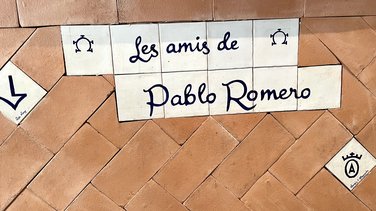 Les amis de
Pablo Romero
A